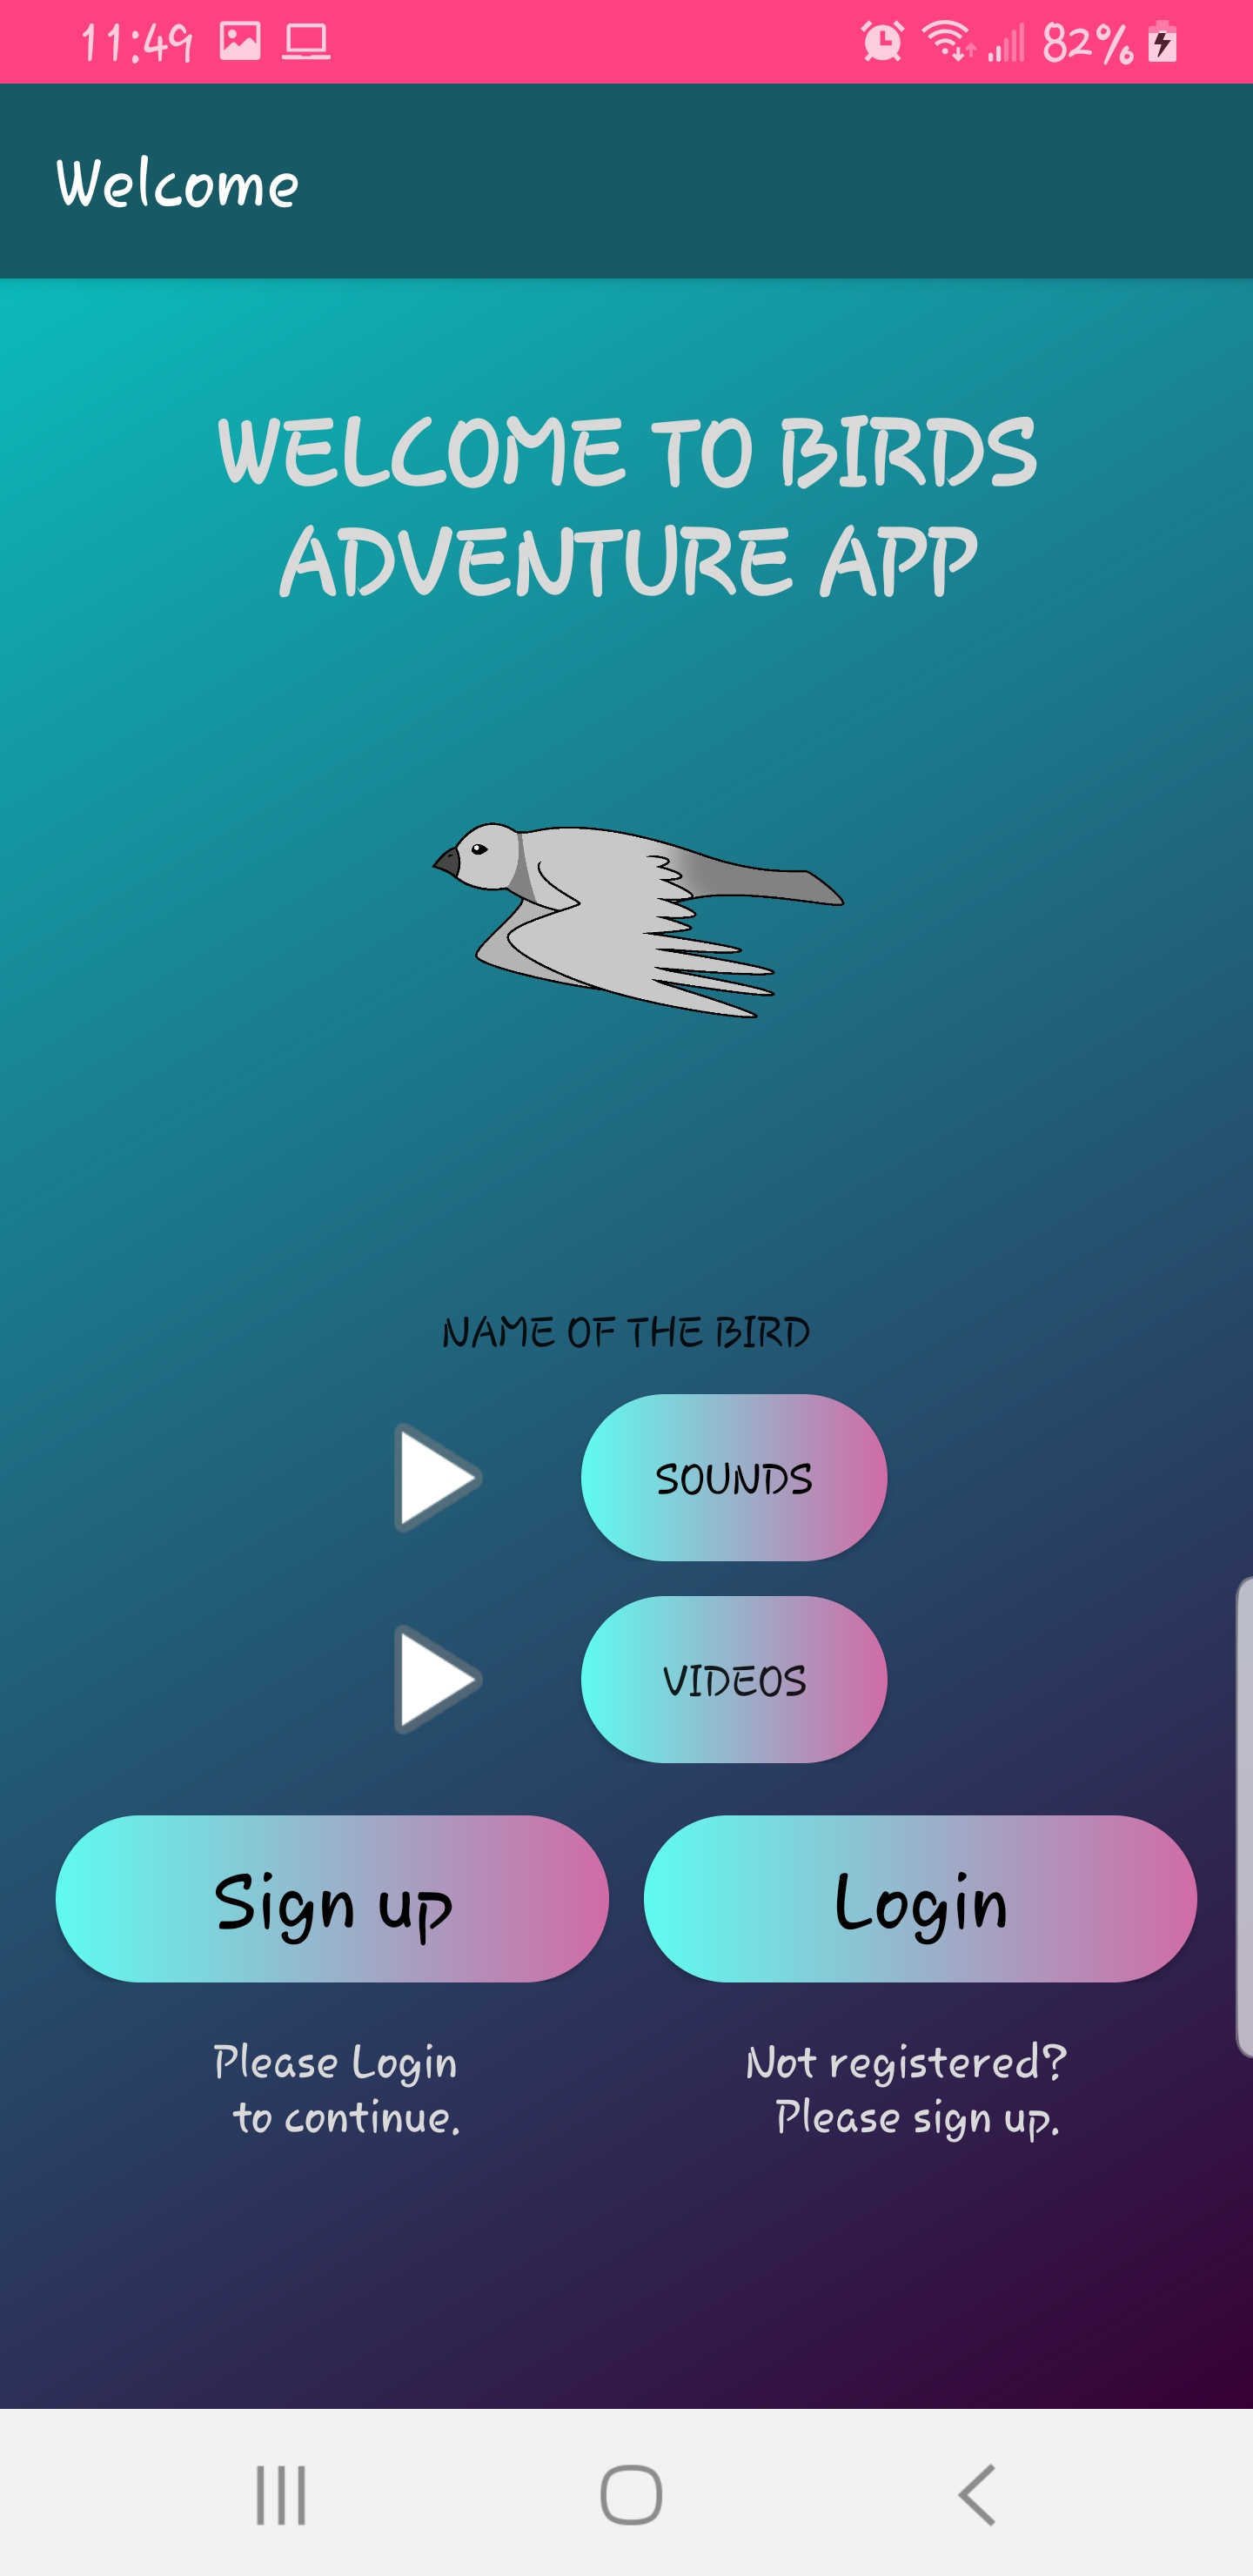 11:49
82%
Welcome
WELCOME TO BIRDS
ADVENTURE APP
NAME OF THE BIRD
SOUNDS
VIDEOS
Sign up
Login
Please Login
to continue.
Not registered?
Please sign up.